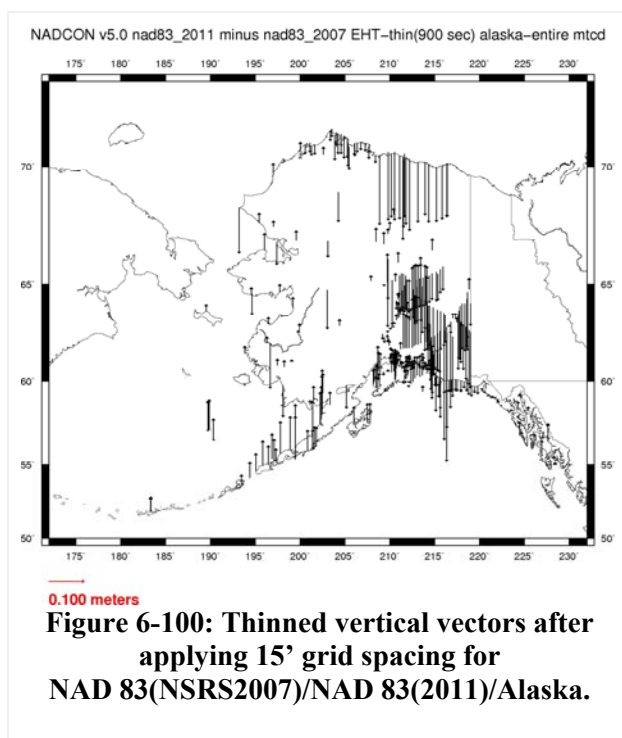 NADCON v5.0 nad83_2011 minus nad83_2007 EHT−thin(900 sec) alaska−entire mtcd
175˚ 180˚ 185˚ 190˚ 195˚ 200˚ 205˚ 210˚ 215˚ 220˚ 225˚ 230˚
70˚ 70˚
65˚ 65˚
60˚ 60˚
55˚ 55˚
50˚ 50˚
175˚ 180˚ 185˚ 190˚ 195˚ 200˚ 205˚ 210˚ 215˚ 220˚ 225˚ 230˚
0.100 meters
Figure 6-100: Thinned vertical vectors after
applying 15’ grid spacing for
NAD 83(NSRS2007)/NAD 83(2011)/Alaska.